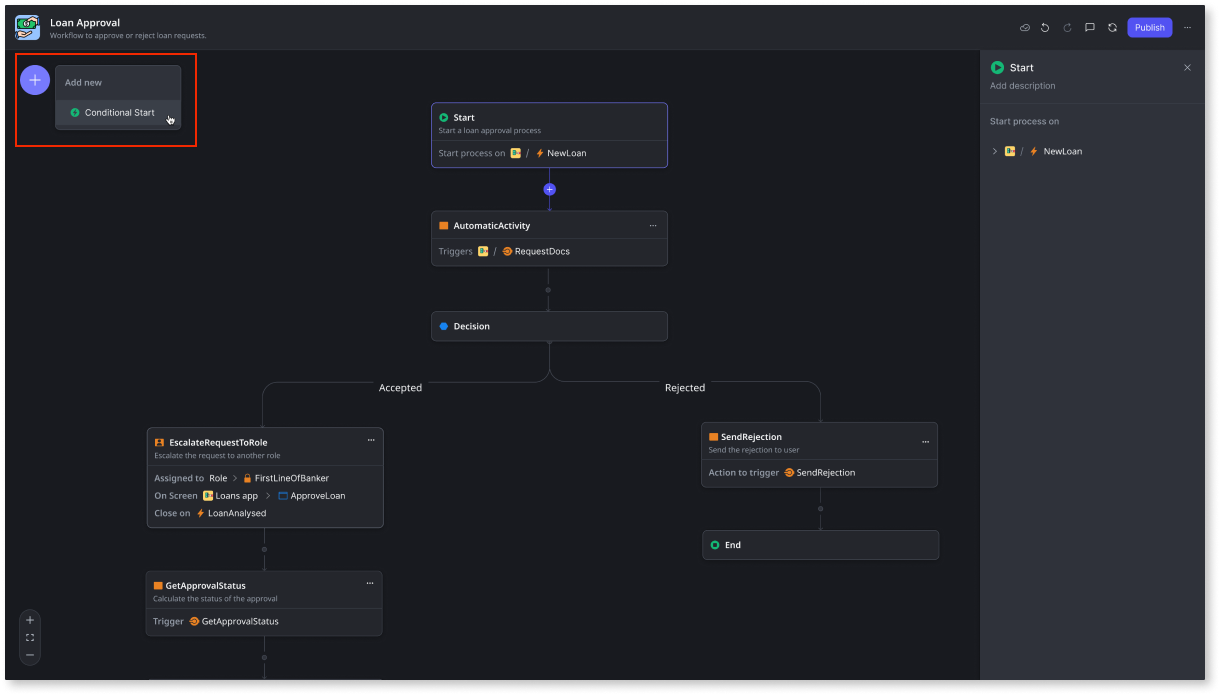 Loan Approval
Workflow to approve or reject loan requests.
Publish
Add new
Conditional Start
Start
Start a loan approval process
Start process on / NewLoan
AutomaticActivity
Triggers / RequestDocs
Decision
Accepted
Rejected
EscalateRequestToRole
Escalate the request to another role
Assigned to Role > FirstLineOfBanker
On Screen Loans app > ApproveLoan
Close on LoanAnalysed
GetApprovalStatus
Calculate the status of the approval
Trigger GetApprovalStatus
SendRejection
Send the rejection to user
Action to trigger SendRejection
End
Start
Add description
Start process on
> / NewLoan